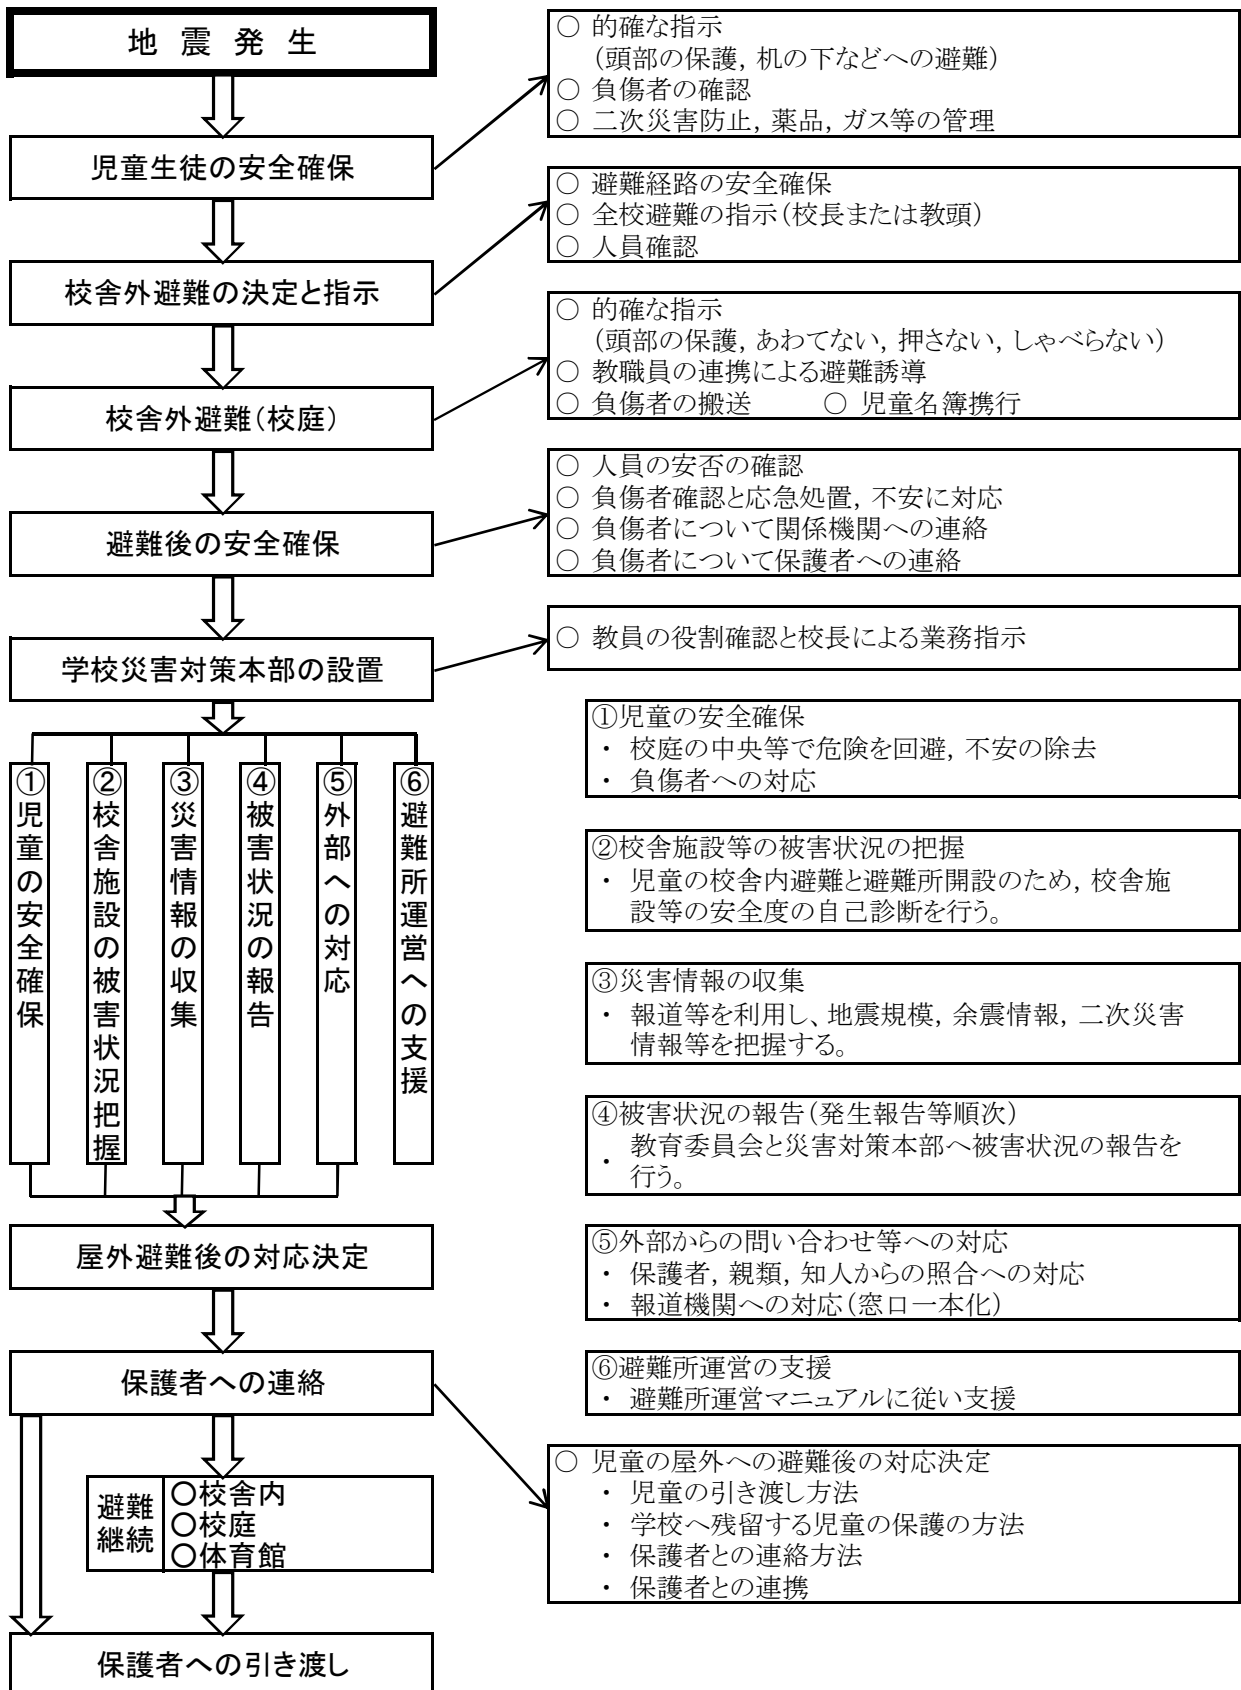 地 震 発 生
○ 的確な指示
（頭部の保護，机の下などへの避難）
○ 負傷者の確認
○ 二次災害防止，薬品，ガス等の管理
児童生徒の安全確保
○ 避難経路の安全確保
○ 全校避難の指示（校長または教頭）
○ 人員確認
校舎外避難の決定と指示
○ 的確な指示
（頭部の保護，あわてない，押さない，しゃべらない）
○ 教職員の連携による避難誘導
○ 負傷者の搬送 ○ 児童名簿携行
校舎外避難（校庭）
○ 人員の安否の確認
○ 負傷者確認と応急処置，不安に対応
○ 負傷者について関係機関への連絡
○ 負傷者について保護者への連絡
避難後の安全確保
○ 教員の役割確認と校長による業務指示
学校災害対策本部の設置
①児童の安全確保
②校舎施設の被害状況把握
③災害情報の収集
④被害状況の報告
⑤外部への対応
⑥避難所運営への支援
①児童の安全確保
・ 校庭の中央等で危険を回避，不安の除去
・ 負傷者への対応
②校舎施設等の被害状況の把握
・ 児童の校舎内避難と避難所開設のため，校舎施
設等の安全度の自己診断を行う。
③災害情報の収集
・ 報道等を利用し、地震規模，余震情報，二次災害
情報等を把握する。
④被害状況の報告（発生報告等順次）
・ 教育委員会と災害対策本部へ被害状況の報告を
行う。
⑤外部からの問い合わせ等への対応
・ 保護者，親類，知人からの照合への対応
・ 報道機関への対応（窓口一本化）
⑥避難所運営の支援
・ 避難所運営マニュアルに従い支援
屋外避難後の対応決定
保護者への連絡
○ 児童の屋外への避難後の対応決定
・ 児童の引き渡し方法
・ 学校へ残留する児童の保護の方法
・ 保護者との連絡方法
・ 保護者との連携
避難
継続
○校舎内
○校庭
○体育館
保護者への引き渡し